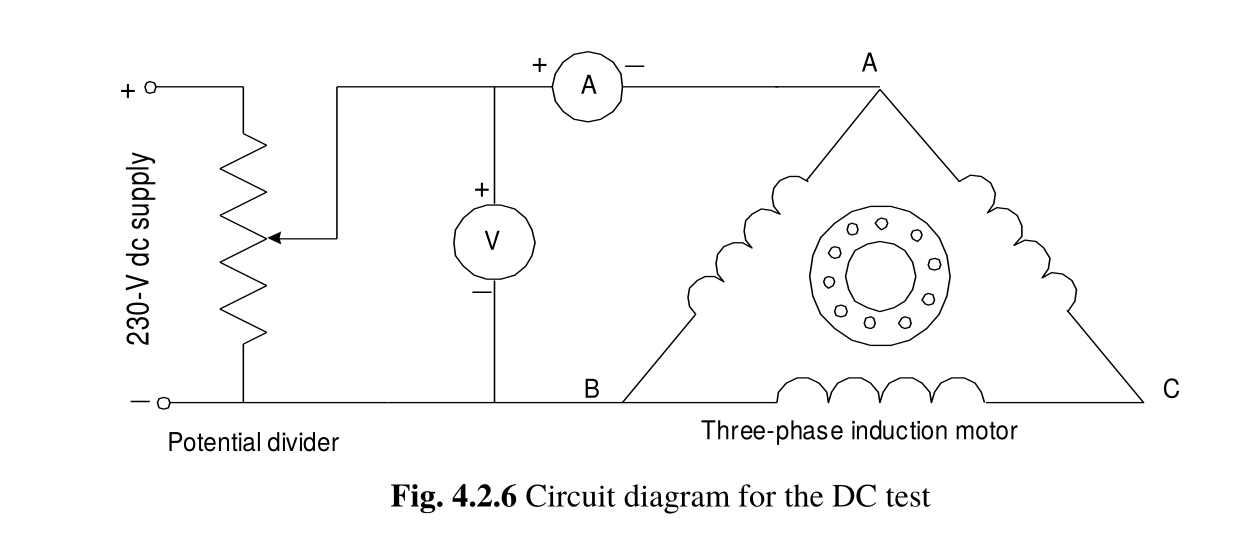 A
+ A —
+
230-V dc supply
+
V
—
B
C
—
Three-phase induction motor
Potential divider
Fig. 4.2.6 Circuit diagram for the DC test